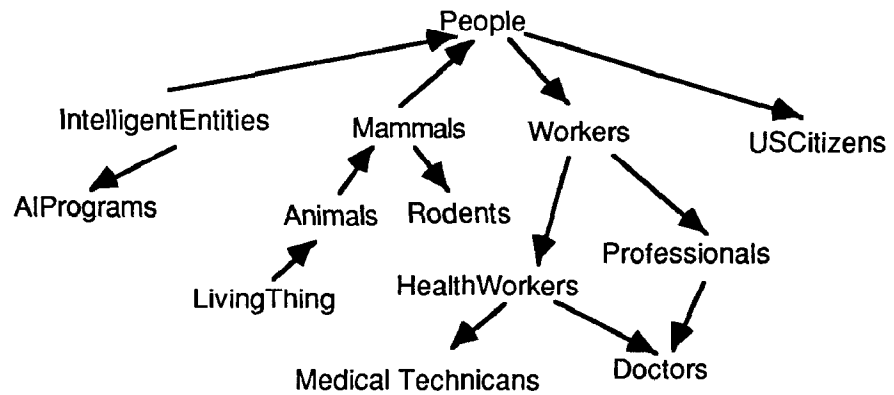 People
IntelligentEntities
Mammals
Workers
USCitizens
AIPrograms
Animals
Rodents
Professionals
LivingThing
HealthWorkers
Medical Technicans
Doctors